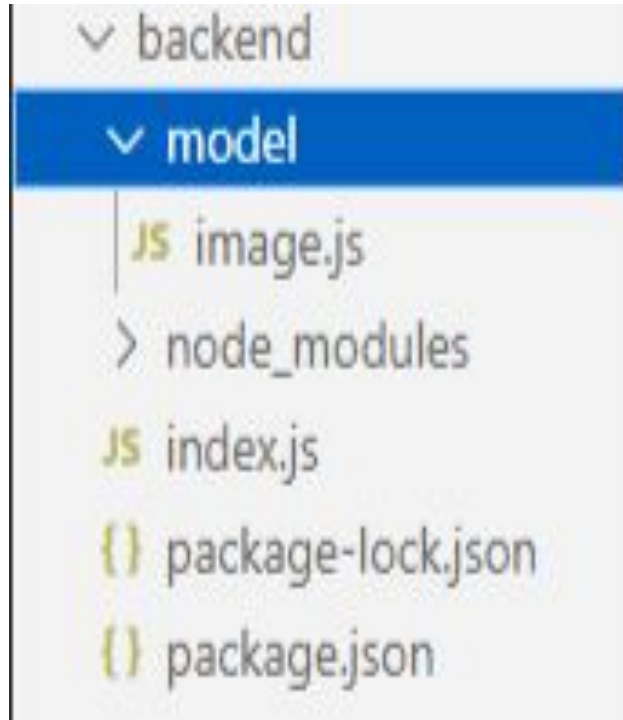 backend
model
JS image.js
node_modules
JS index.js
{} package-lock.json
{} package.json